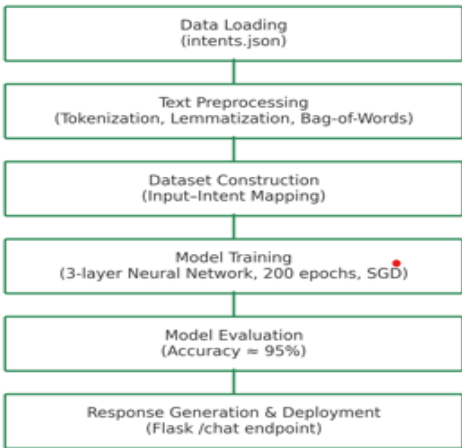 Data Loading
(intents.json)
Text Preprocessing
(Tokenization, Lemmatization, Bag-of-Words)
Dataset Construction
(Input–Intent Mapping)
Model Training
(3-layer Neural Network, 200 epochs, SGD)
Model Evaluation
(Accuracy ≈ 95%)
Response Generation & Deployment
(Flask /chat endpoint)